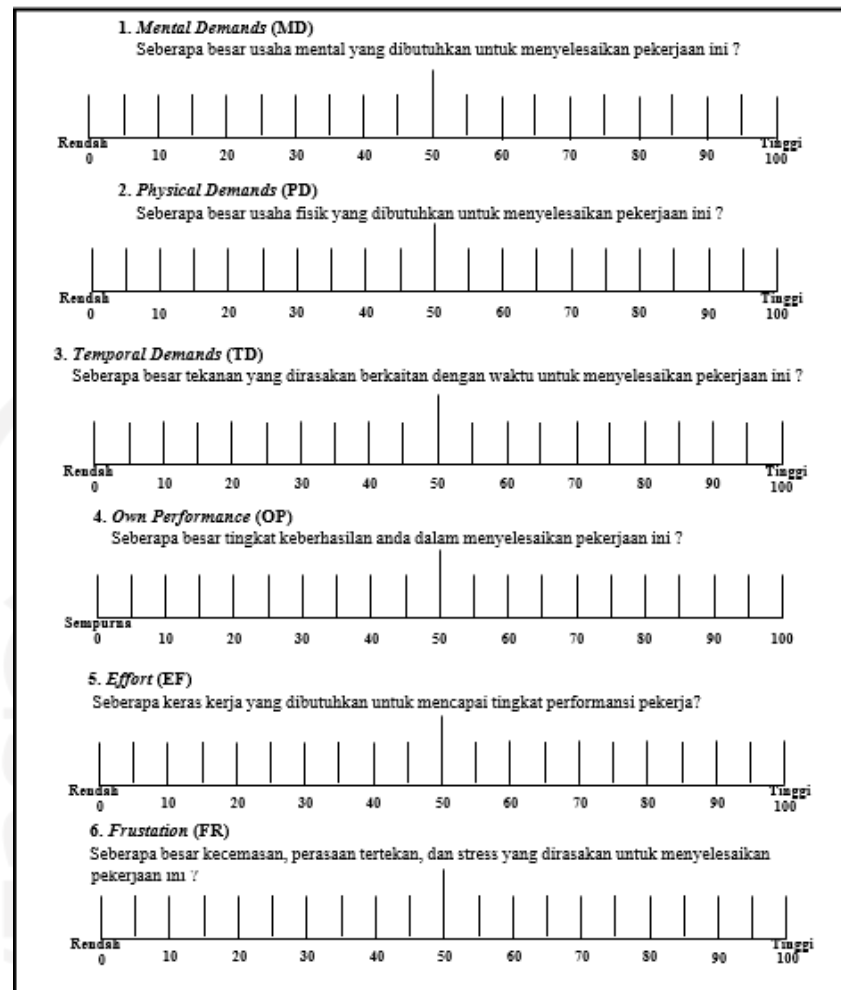 1. Mental Demands (MD)
Seberapa besar usaha mental yang dibutuhkan untuk menyelesaikan pekerjaan ini ?
Rendah Tinggi
0 10 20 30 40 50 60 70 80 90 100
2. Physical Demands (PD)
Seberapa besar usaha fisik yang dibutuhkan untuk menyelesaikan pekerjaan ini ?
Rendah Tinggi
0 10 20 30 40 50 60 70 80 90 100
3. Temporal Demands (TD)
Seberapa besar tekanan yang dirasakan berkaitan dengan waktu untuk menyelesaikan pekerjaan ini ?
Rendah Tinggi
0 10 20 30 40 50 60 70 80 90 100
4. Own Performance (OP)
Seberapa besar tingkat keberhasilan anda dalam menyelesaikan pekerjaan ini ?
Sempurna
0 10 20 30 40 50 60 70 80 90 100
5. Effort (EF)
Seberapa keras kerja yang dibutuhkan untuk mencapai tingkat performansi pekerja?
Rendah Tinggi
0 10 20 30 40 50 60 70 80 90 100
6. Frustation (FR)
Seberapa besar kecemasan, perasaan tertekan, dan stress yang dirasakan untuk menyelesaikan
pekerjaan ini ?
Rendah Tinggi
0 10 20 30 40 50 60 70 80 90 100